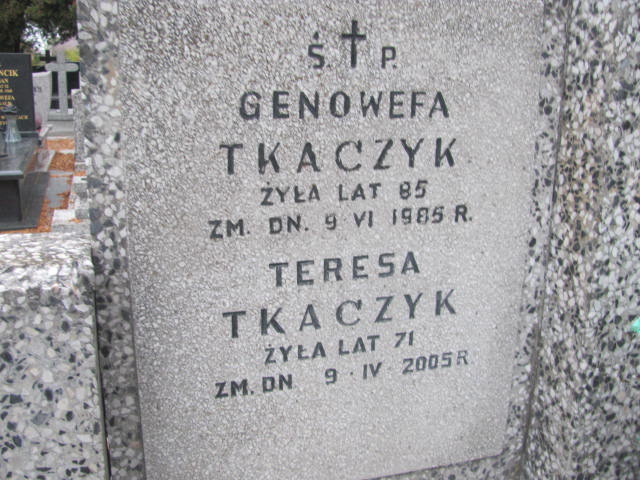 Ś P.
GENOWEFA
TKACZYK
ŻYŁA LAT 85
ZM. DN. 9 VI 1985 R.
TERESA
TKACZYK
ŻYŁA LAT 71
ZM. DN. 9 · IV 2005 R